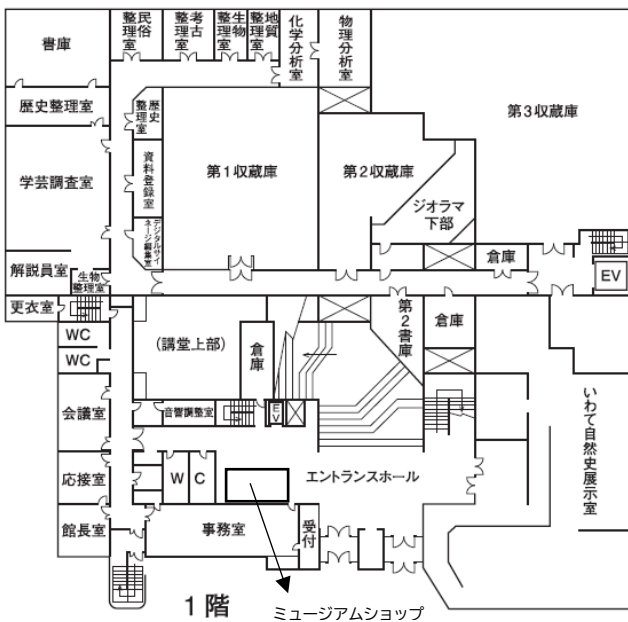 書庫
民俗
整理室
考古
整理室
生物
整理室
地質
整理室
化学分析室
物理分析室
歴史整理室
歴史
整理室
第3収蔵庫
学芸調査室
資料登録室
第1収蔵庫
第2収蔵庫
ジオラマ
下部
デジタルサイ
ネージ編集室
解説員室
生物
整理室
倉庫
EV
更衣室
WC
WC
(講堂上部)
倉庫
第2書庫
倉庫
会議室
音響調整室
EV
いわて自然史展示室
応接室
W
C
エントランスホール
館長室
事務室
受付
1階
ミュージアムショップ